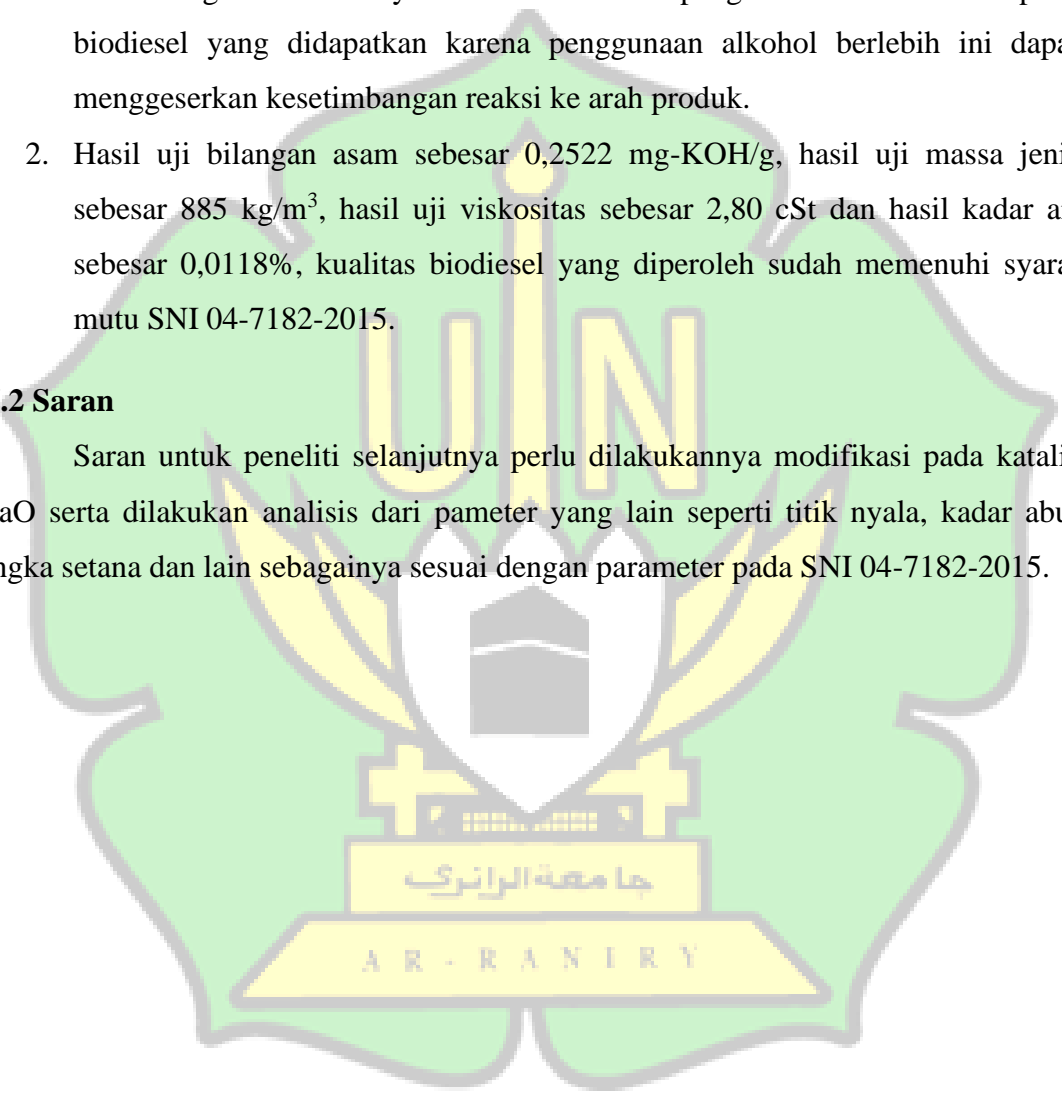 biodiesel yang didapatkan karena penggunaan alkohol berlebih ini dapa
menggeserkan kesetimbangan reaksi ke arah produk.
2. Hasil uji bilangan asam sebesar 0,2522 mg-KOH/g, hasil uji massa jeni
sebesar 885 kg/m³, hasil uji viskositas sebesar 2,80 cSt dan hasil kadar a
sebesar 0,0118%, kualitas biodiesel yang diperoleh sudah memenuhi syara
mutu SNI 04-7182-2015.
.2 Saran
Saran untuk peneliti selanjutnya perlu dilakukannya modifikasi pada katali
aO serta dilakukan analisis dari pameter yang lain seperti titik nyala, kadar abu
ngka setana dan lain sebagainya sesuai dengan parameter pada SNI 04-7182-2015.
UIN
جامعة الرانري
AR-RANIRY